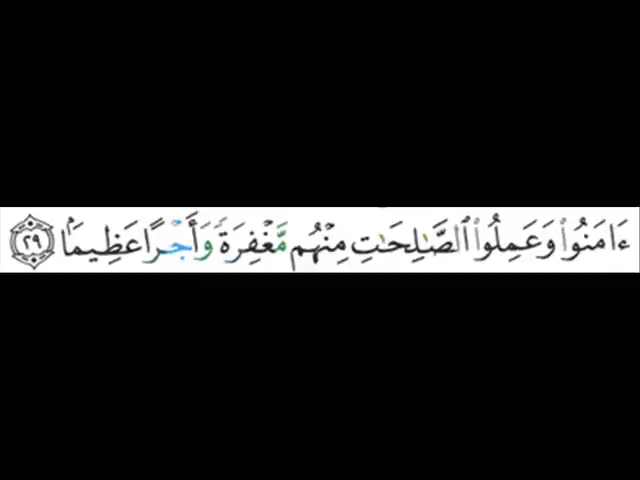 ءَامَنُوا۟ وَعَمِلُوا۟ ٱلصَّـٰلِحَـٰتِ مِنْهُم مَّغْفِرَةً وَأَجْرًا عَظِيمًۢا ٢٩